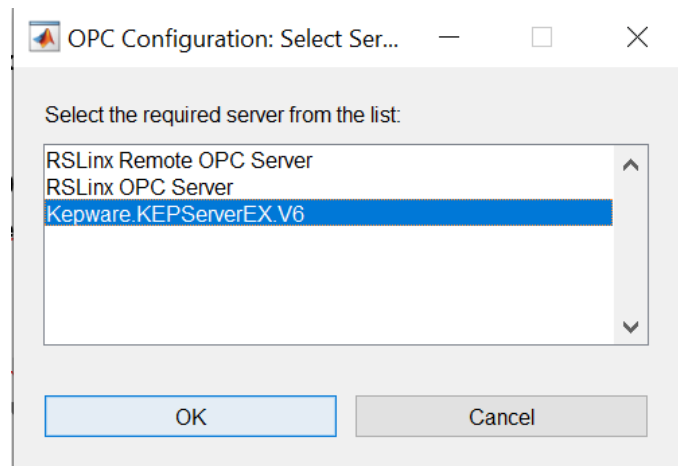 OPC Configuration: Select Ser...
Select the required server from the list:
RSLinx Remote OPC Server
RSLinx OPC Server
Kepware.KEPServerEX.V6
OK
Cancel